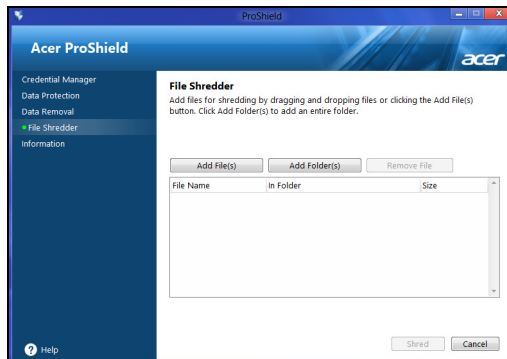 ProShield
Acer ProShield
acer
Credential Manager
Data Protection
Data Removal
File Shredder
Information
File Shredder
Add files for shredding by dragging and dropping files or clicking the Add File(s)
button. Click Add Folder(s) to add an entire folder.
Add File(s) Add Folder(s) Remove File
File Name In Folder Size
? Help
Shred Cancel